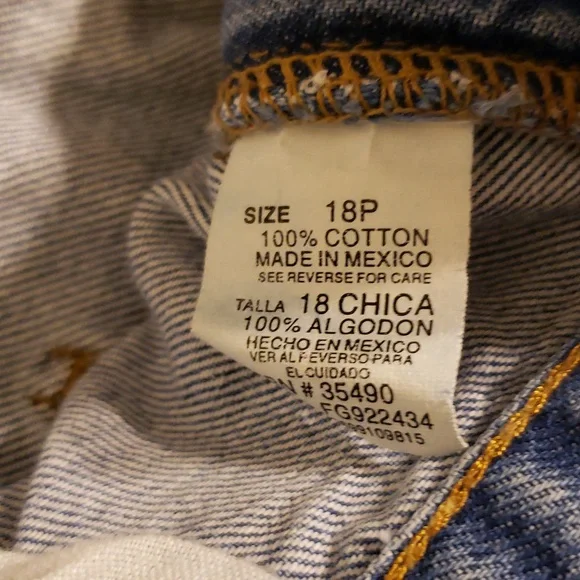 SIZE 18P
100% COTTON
MADE IN MEXICO
SEE REVERSE FOR CARE
TALLA 18 CHICA
100% ALGODON
HECHO EN MEXICO
VER AL REVERSO PARA
EL CUIDADO
N # 35490
FG922434
99109815